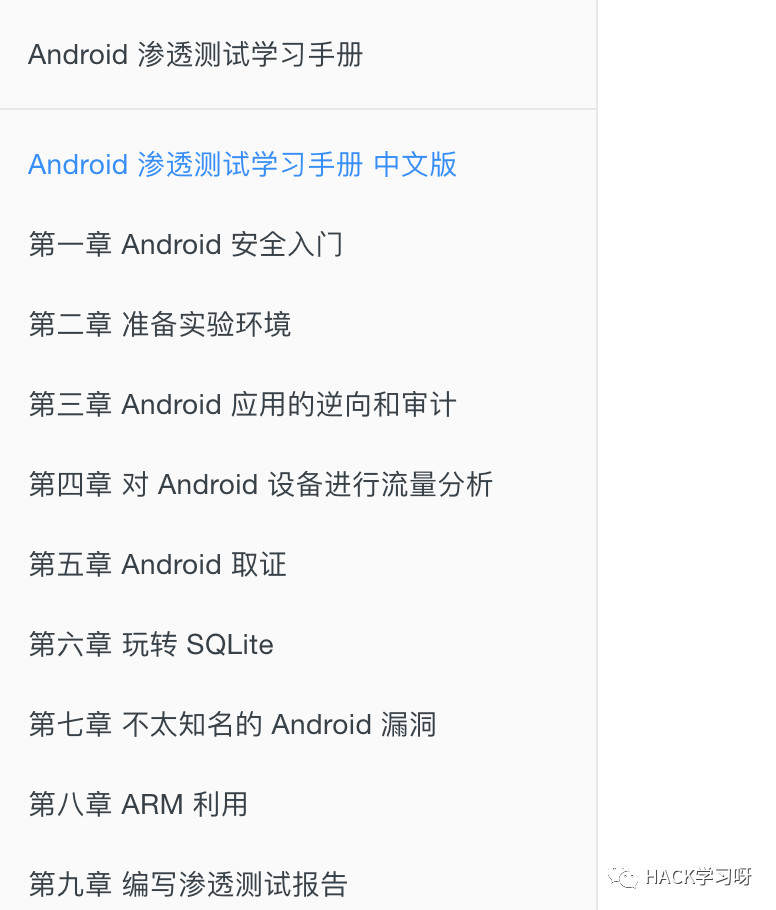 Android 渗透测试学习手册
Android 渗透测试学习手册 中文版
第一章 Android 安全入门
第二章 准备实验环境
第三章 Android 应用的逆向和审计
第四章 对 Android 设备进行流量分析
第五章 Android 取证
第六章 玩转 SQLite
第七章 不太知名的 Android 漏洞
第八章 ARM 利用
第九章 编写渗透测试报告
HACK学习呀